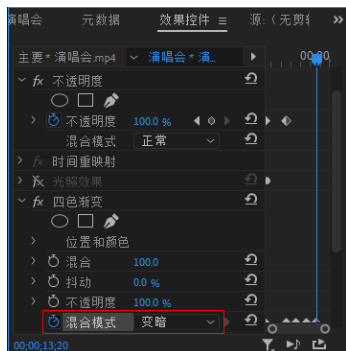 演唱会 元数据 效果控件 ≡ 源:（无剪辑 »
主要 * 演唱会.mp4 演唱会 * 演... 00;00
fx 不透明度
不透明度 100.0 %
混合模式 正常
fx 时间重映射
fx 光照效果
fx 四色渐变
位置和颜色
混合 100.0
抖动 0.0 %
不透明度 100.0 %
混合模式 变暗
00;00;13;20